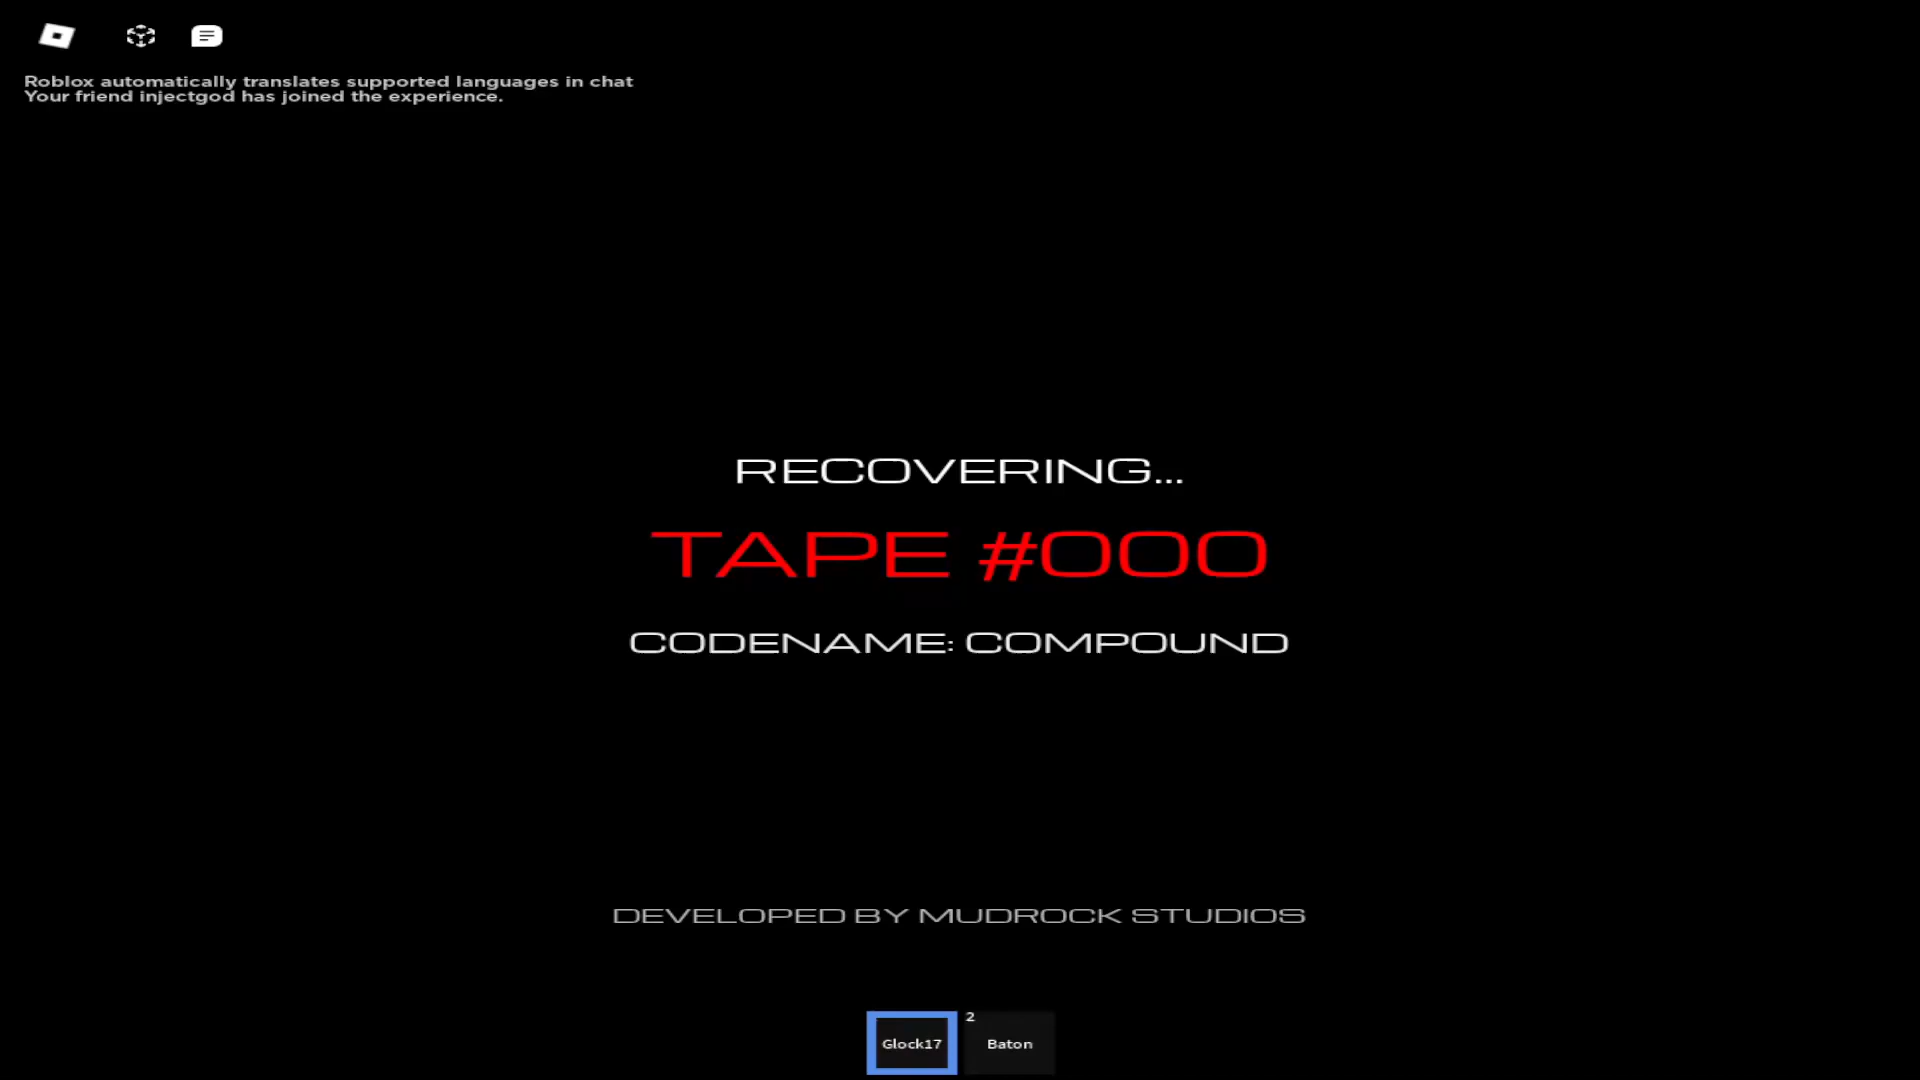 Roblox automatically translates supported languages in chat
Your friend injectgod has joined the experience.
RECOVERING...
TAPE #000
CODENAME: COMPOUND
DEVELOPED BY MUDROCK STUDIOS
Glock17
2
Baton